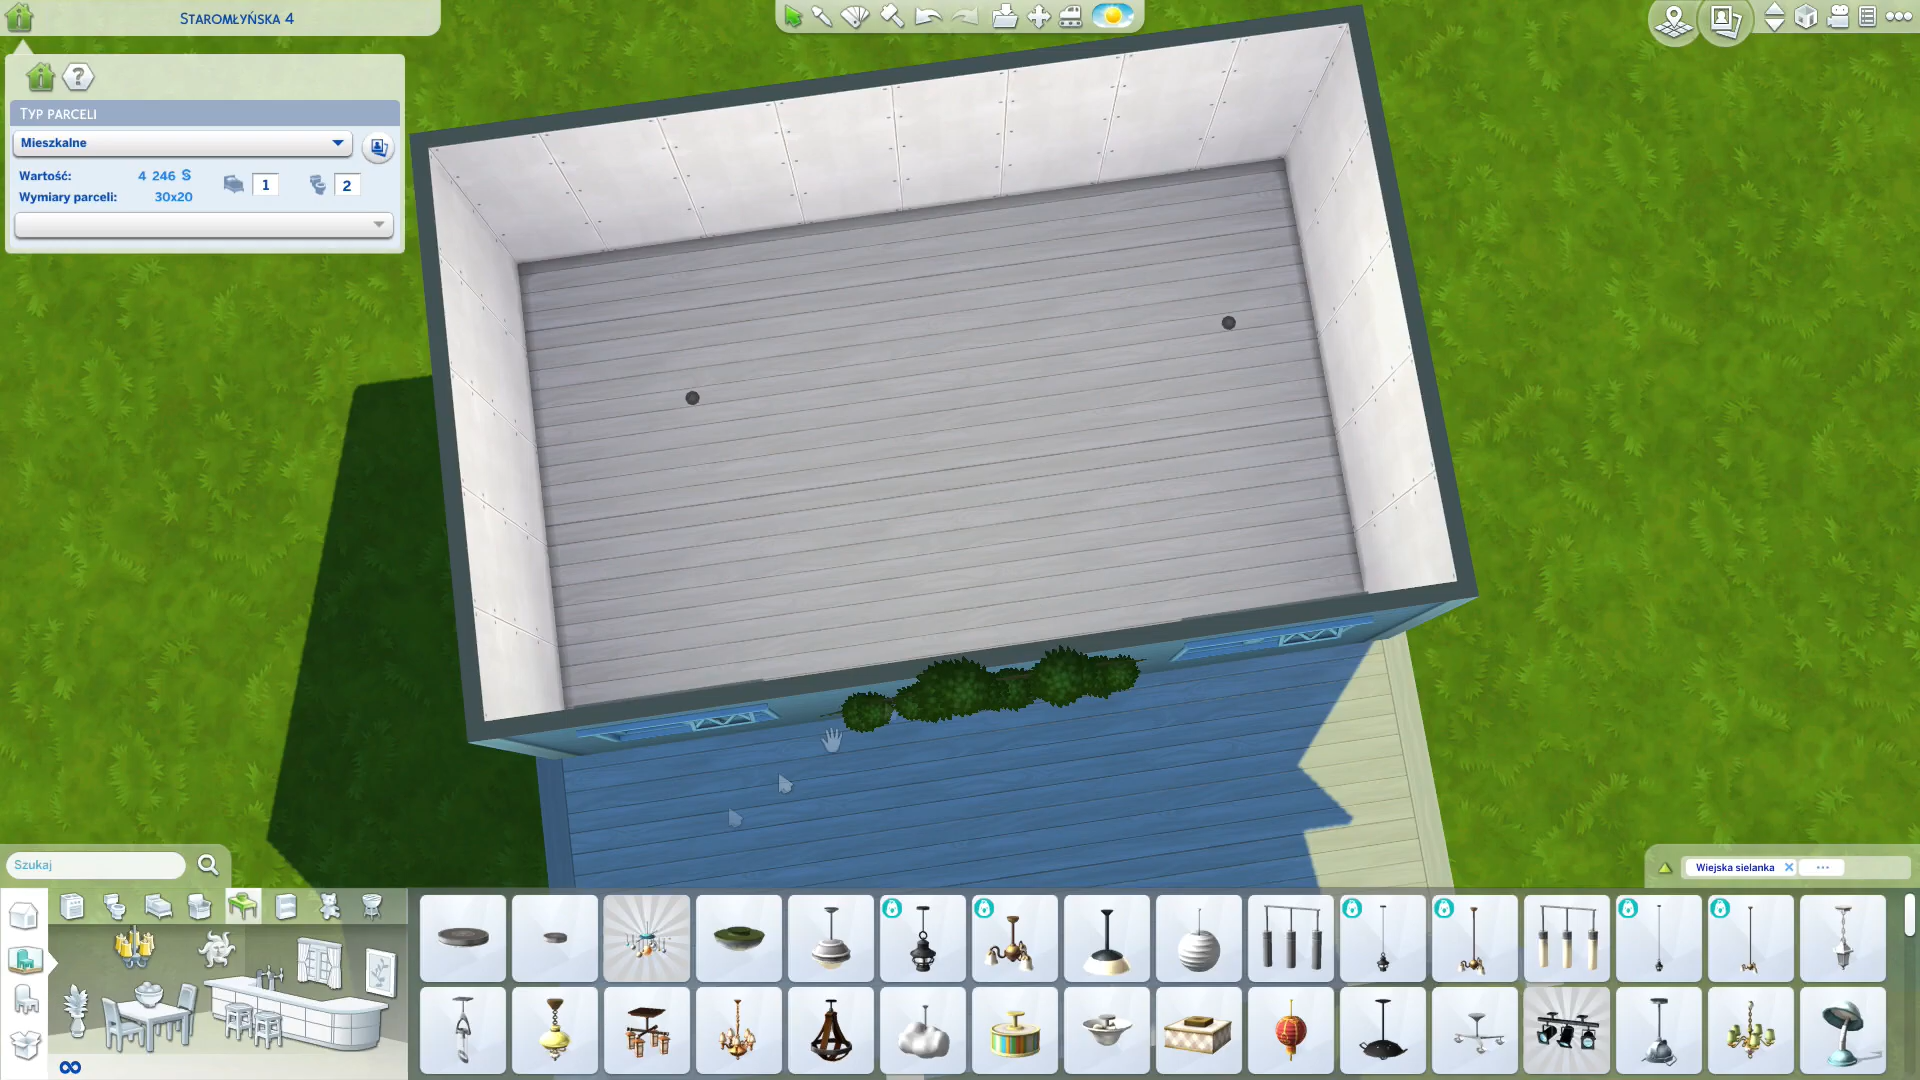 Staromłyńska 4
Typ parceli
Mieszkalne
Wartość: 4 246 § 1 2
Wymiary parceli: 30x20
Szukaj
Wiejska sielanka